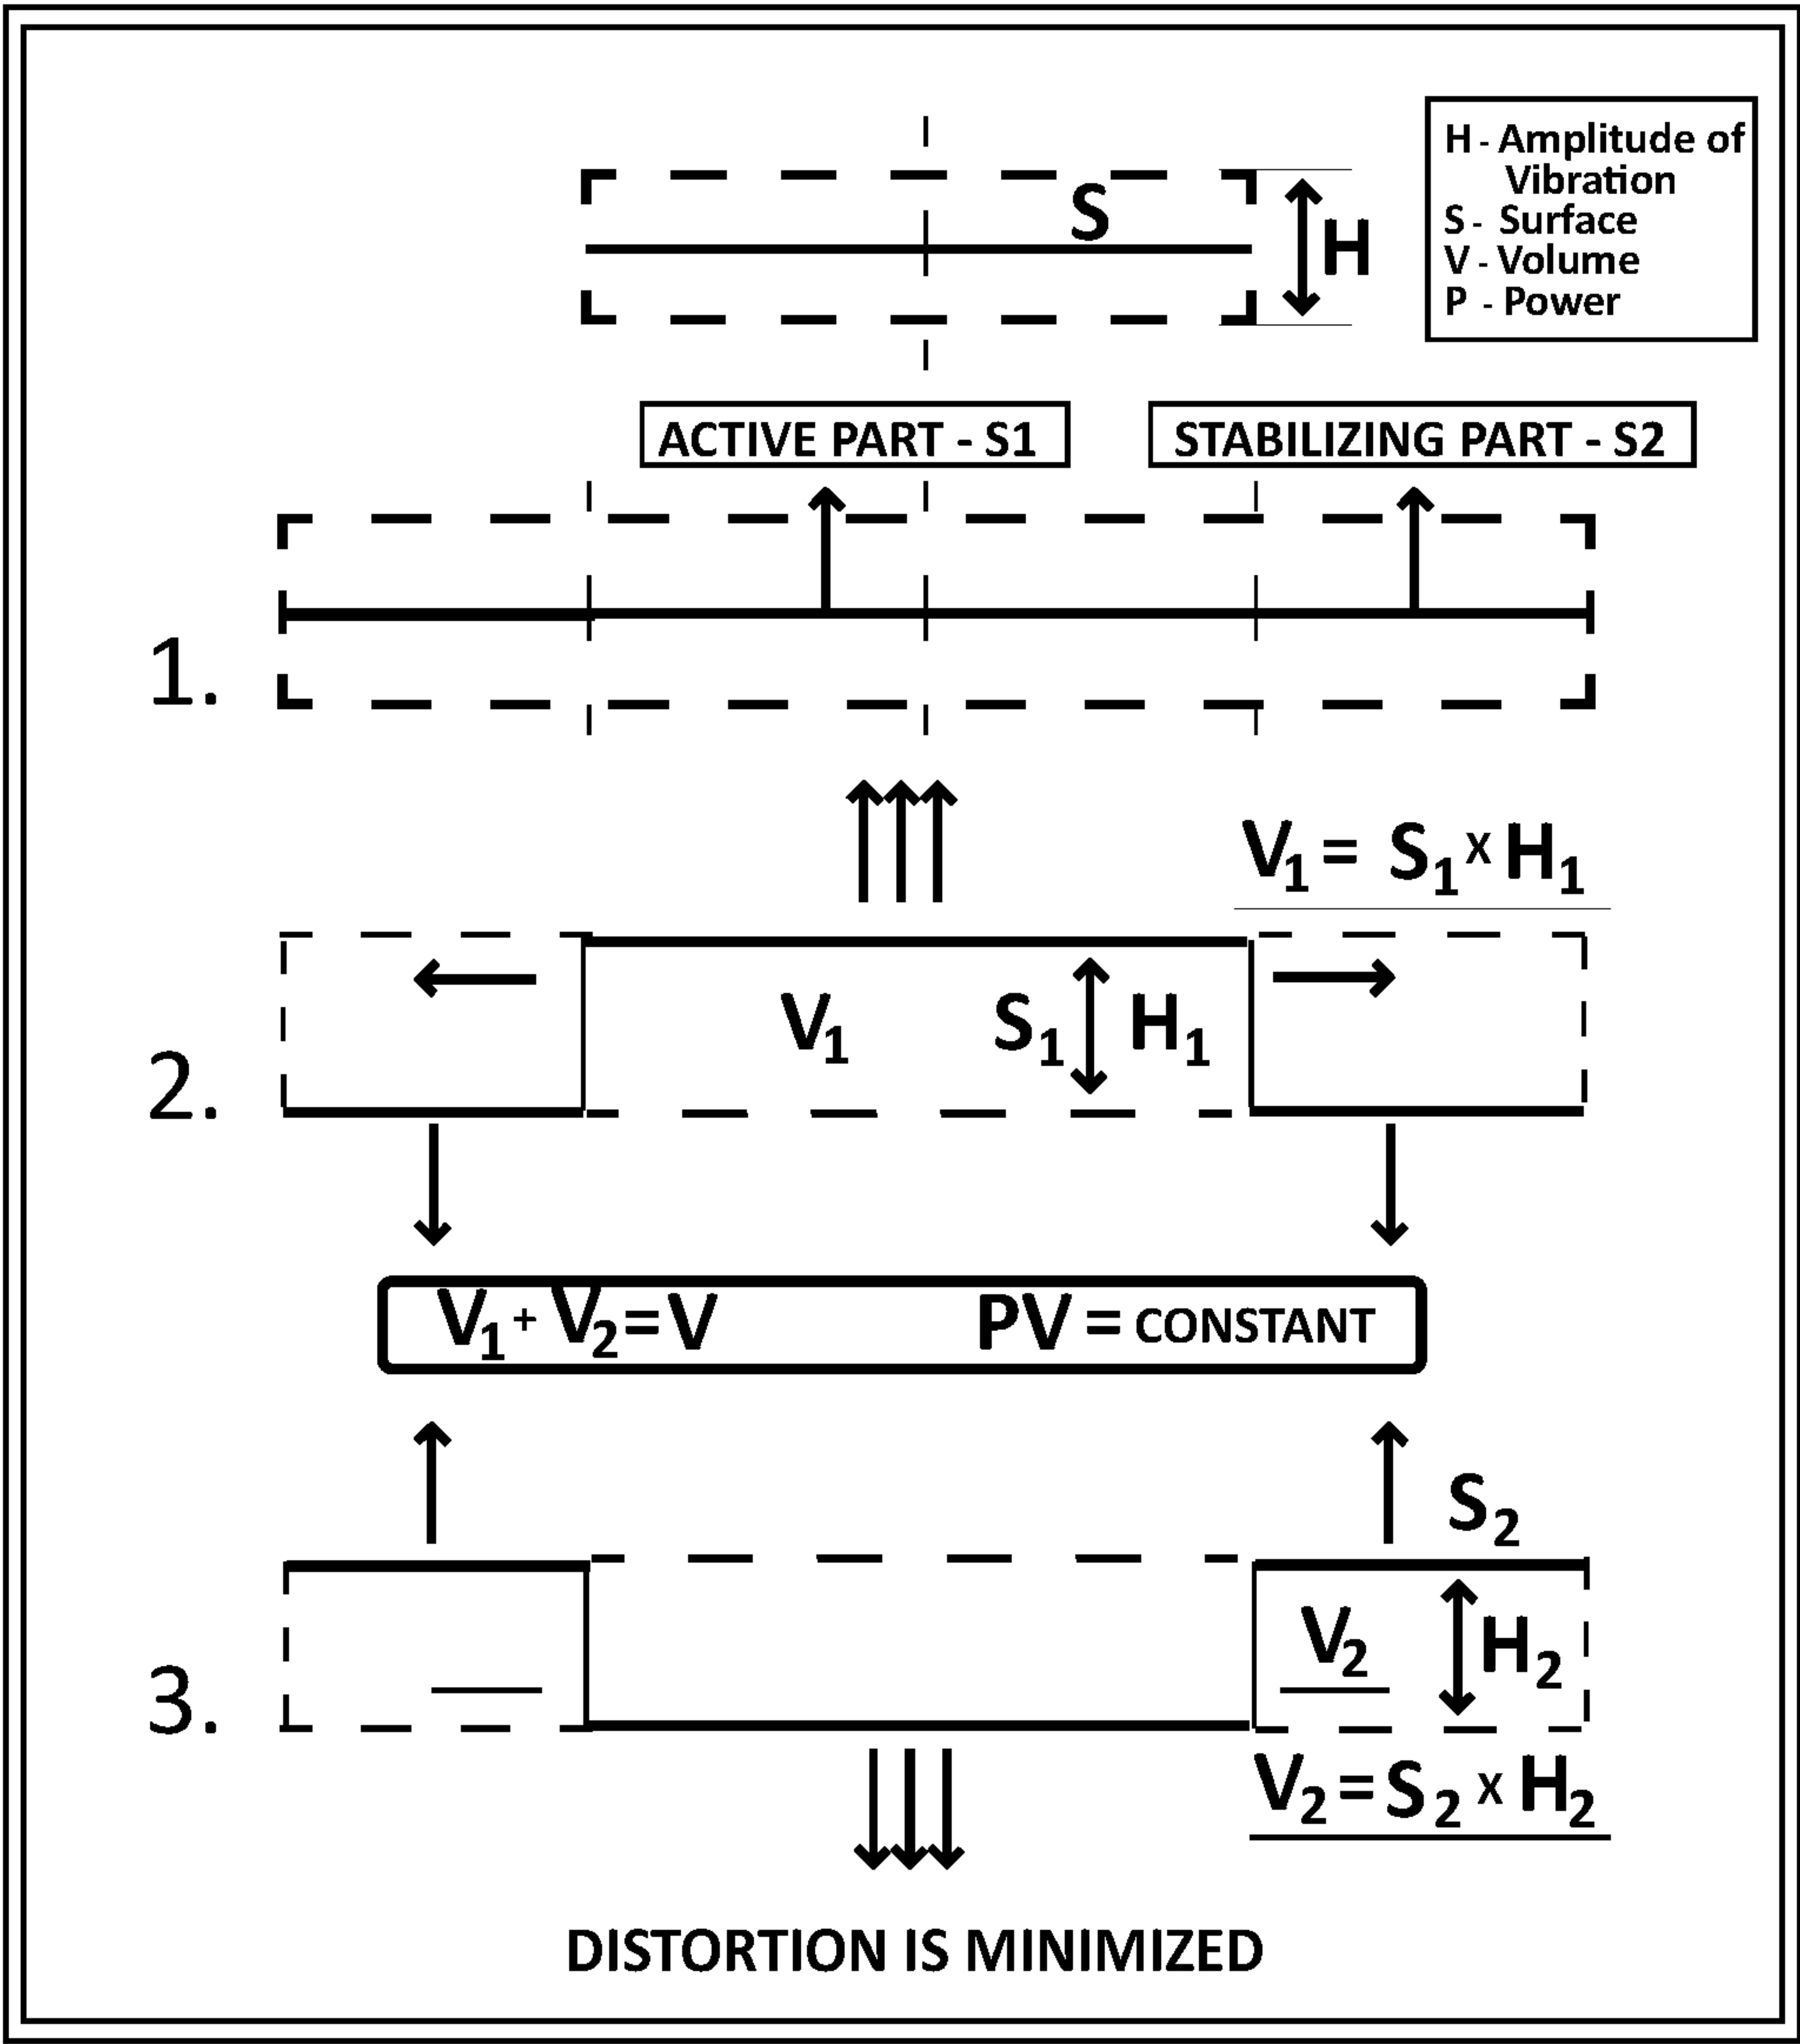 H - Amplitude of
Vibration
S - Surface
V - Volume
P - Power
S
H
ACTIVE PART - S1
STABILIZING PART - S2
1.
V₁ = S₁ x H₁
V₁
S₁
H₁
2.
V₁ + V₂ = V
PV = CONSTANT
S₂
V₂
H₂
3.
V₂ = S₂ x H₂
DISTORTION IS MINIMIZED